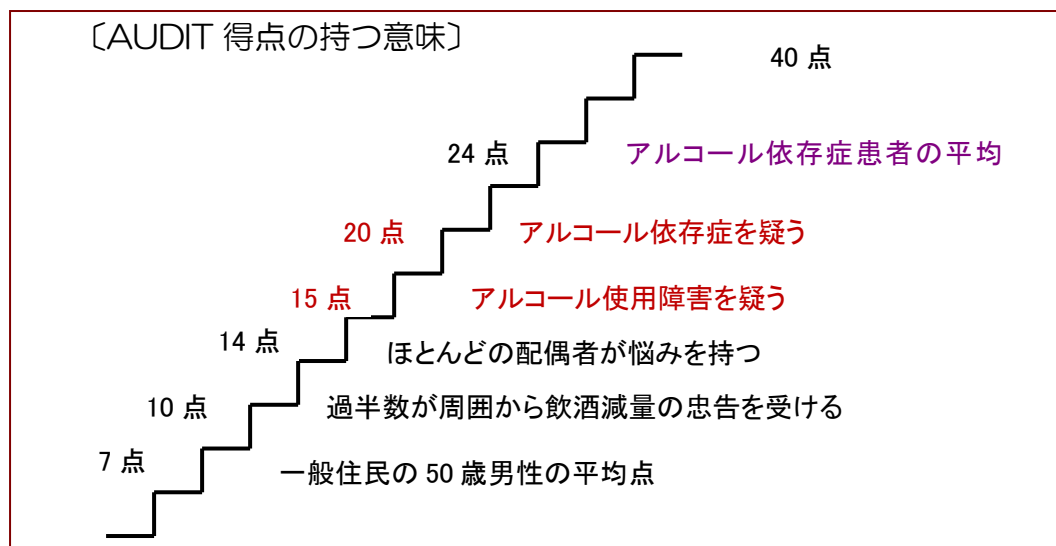 〔AUDIT 得点の持つ意味〕
40 点
24 点 アルコール依存症患者の平均
20 点 アルコール依存症を疑う
15 点 アルコール使用障害を疑う
14 点 ほとんどの配偶者が悩みを持つ
10 点 過半数が周囲から飲酒減量の忠告を受ける
7 点 一般住民の 50 歳男性の平均点